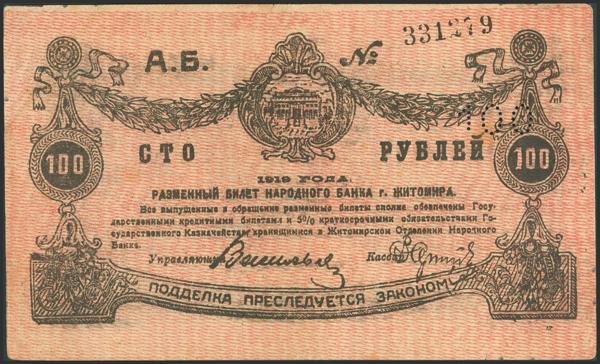 А.Б. № 331279
100
100 СТО РУБЛЕЙ 100
1919 ГОДА.
РАЗМЕННЫЙ БИЛЕТ НАРОДНОГО БАНКА г. ЖИТОМИРА.
Все выпущенные в обращение разменные билеты сполна обеспечены Госу-
дарственными кредитными билетами и 5% краткосрочными обязательствами Го-
сударственного Казначейства хранящимися в Житомирском Отделении Народного
Банка.
Управляющий Кассир
ПОДДЕЛКА ПРЕСЛЕДУЕТСЯ ЗАКОНОМ